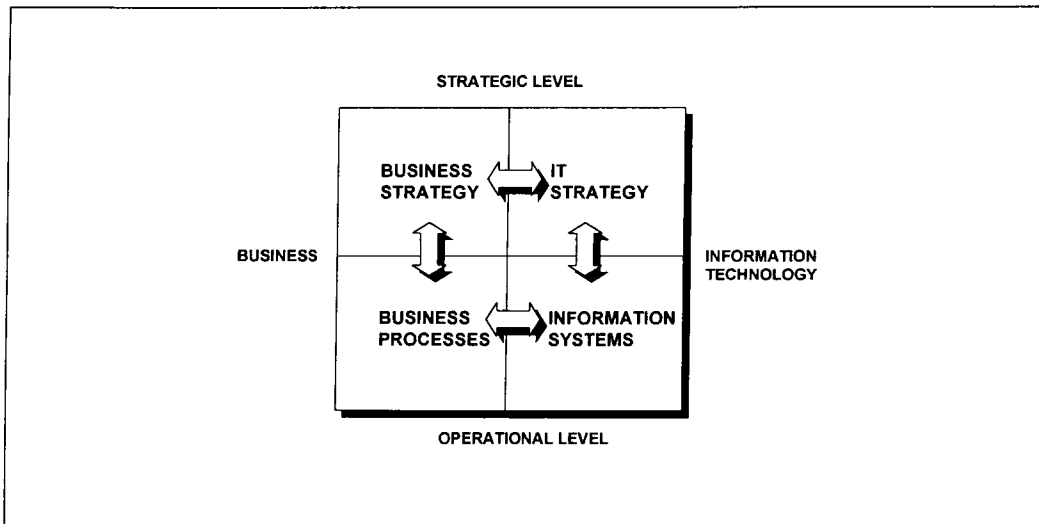 STRATEGIC LEVEL
BUSINESS
STRATEGY
IT
STRATEGY
BUSINESS
INFORMATION
TECHNOLOGY
BUSINESS
PROCESSES
INFORMATION
SYSTEMS
OPERATIONAL LEVEL